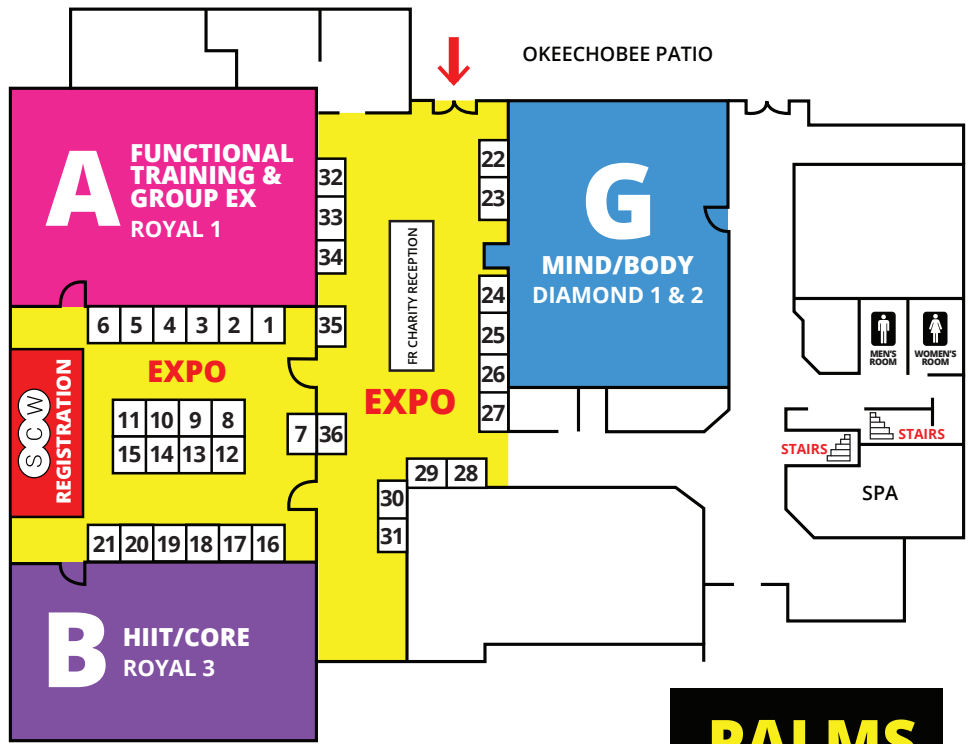 OKEECHOBEE PATIO
A
FUNCTIONAL
TRAINING &
GROUP EX
ROYAL 1
32
33
34
35
22
23
FR CHARITY RECEPTION
G
MIND/BODY
DIAMOND 1 & 2
24
25
26
27
6 5 4 3 2 1
EXPO
EXPO
SCW
REGISTRATION
11 10 9 8
15 14 13 12
7 36
29 28
30
31
21 20 19 18 17 16
B
HIIT/CORE
ROYAL 3
MEN'S
ROOM
WOMEN'S
ROOM
STAIRS
STAIRS
SPA
PALMS